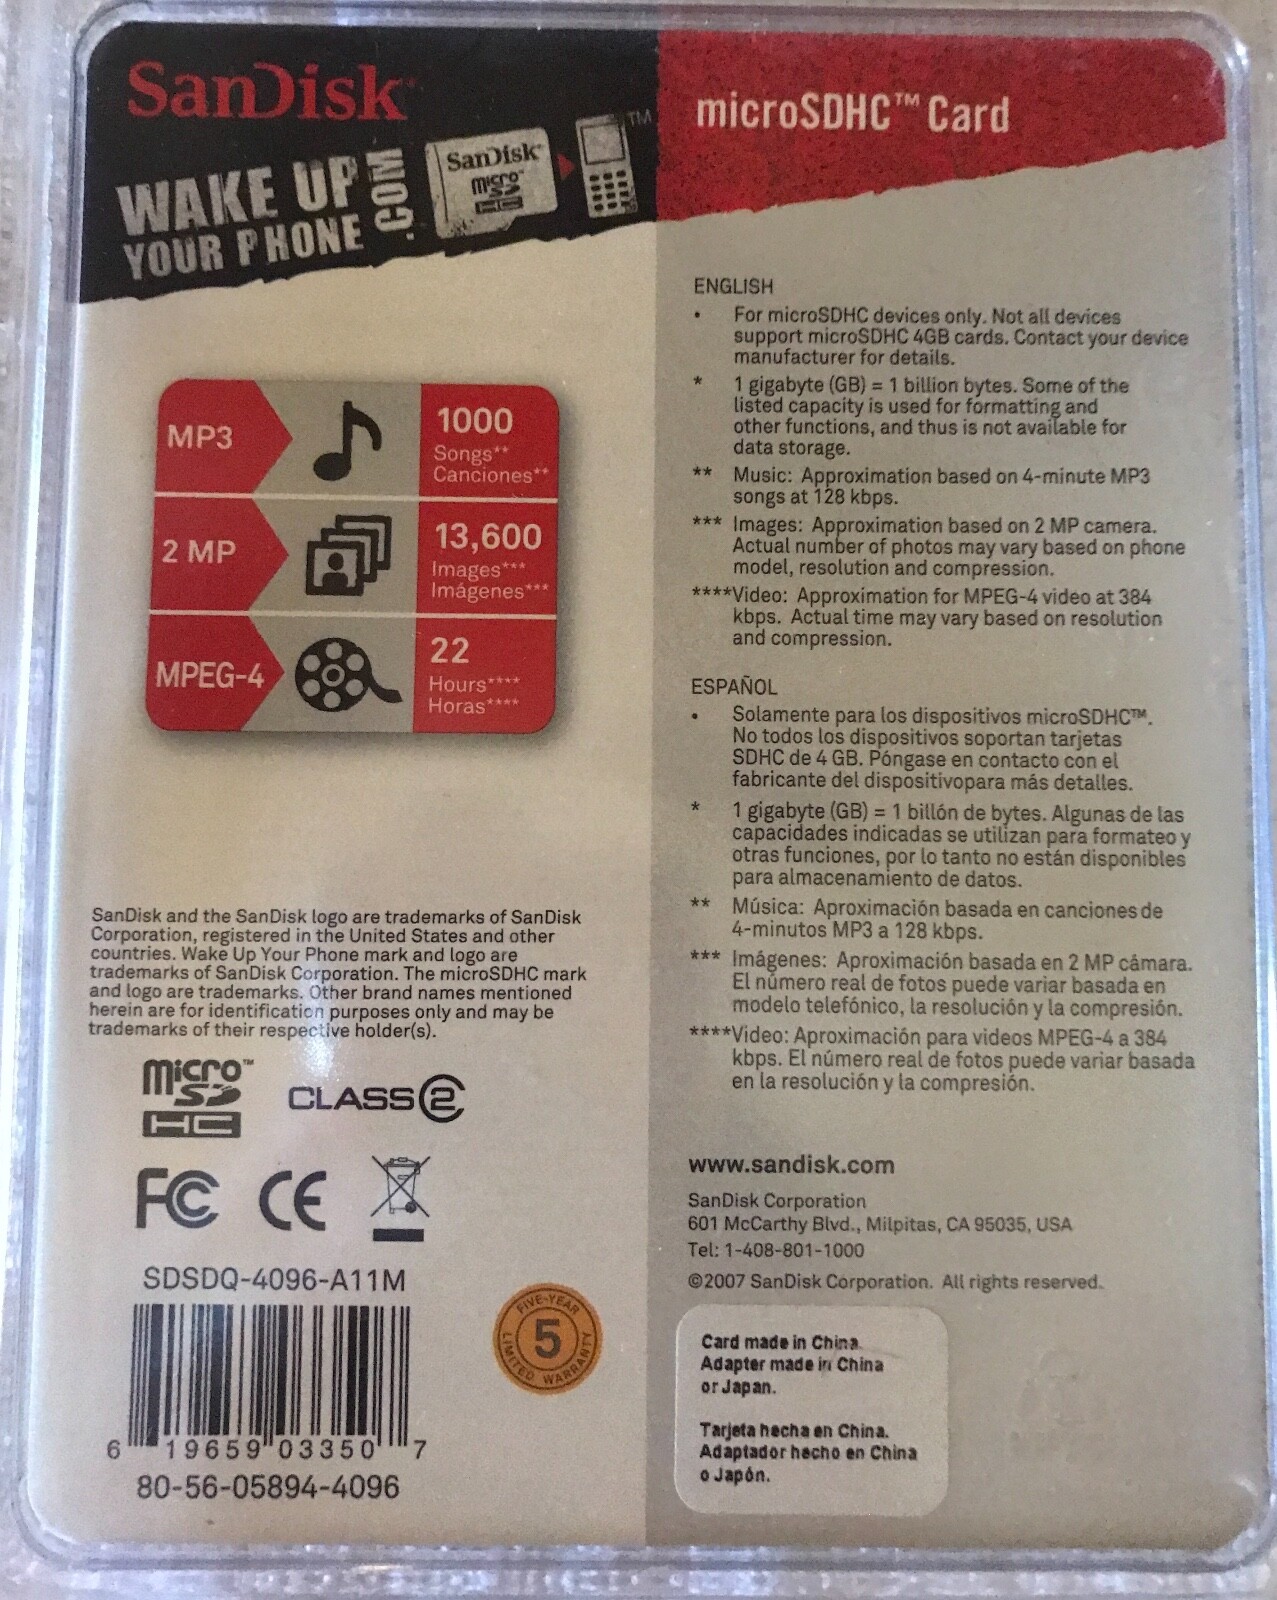 SanDisk
WAKE UP
YOUR PHONE
.COM
SanDisk
micro
SD
HC
TM
microSDHC™ Card
MP3
1000
Songs**
Canciones**
2 MP
13,600
Images***
Imágenes***
MPEG-4
22
Hours****
Horas****
SanDisk and the SanDisk logo are trademarks of SanDisk
Corporation, registered in the United States and other
countries. Wake Up Your Phone mark and logo are
trademarks of SanDisk Corporation. The microSDHC mark
and logo are trademarks. Other brand names mentioned
herein are for identification purposes only and may be
trademarks of their respective holder(s).
micro™
SD
HC
CLASS 2
FC CE
SDSDQ-4096-A11M
6 19659 03350 7
80-56-05894-4096
FIVE-YEAR
5
LIMITED WARRANTY
ENGLISH
• For microSDHC devices only. Not all devices
support microSDHC 4GB cards. Contact your device
manufacturer for details.
* 1 gigabyte (GB) = 1 billion bytes. Some of the
listed capacity is used for formatting and
other functions, and thus is not available for
data storage.
** Music: Approximation based on 4-minute MP3
songs at 128 kbps.
*** Images: Approximation based on 2 MP camera.
Actual number of photos may vary based on phone
model, resolution and compression.
****Video: Approximation for MPEG-4 video at 384
kbps. Actual time may vary based on resolution
and compression.
ESPAÑOL
• Solamente para los dispositivos microSDHC™.
No todos los dispositivos soportan tarjetas
SDHC de 4 GB. Póngase en contacto con el
fabricante del dispositivopara más detalles.
* 1 gigabyte (GB) = 1 billón de bytes. Algunas de las
capacidades indicadas se utilizan para formateo y
otras funciones, por lo tanto no están disponibles
para almacenamiento de datos.
** Música: Aproximación basada en canciones de
4-minutos MP3 a 128 kbps.
*** Imágenes: Aproximación basada en 2 MP cámara.
El número real de fotos puede variar basada en
modelo telefónico, la resolución y la compresión.
****Video: Aproximación para videos MPEG-4 a 384
kbps. El número real de fotos puede variar basada
en la resolución y la compresión.
www.sandisk.com
SanDisk Corporation
601 McCarthy Blvd., Milpitas, CA 95035, USA
Tel: 1-408-801-1000
©2007 SanDisk Corporation. All rights reserved.
Card made in China.
Adapter made in China
or Japan.
Tarjeta hecha en China.
Adaptador hecho en China
o Japón.